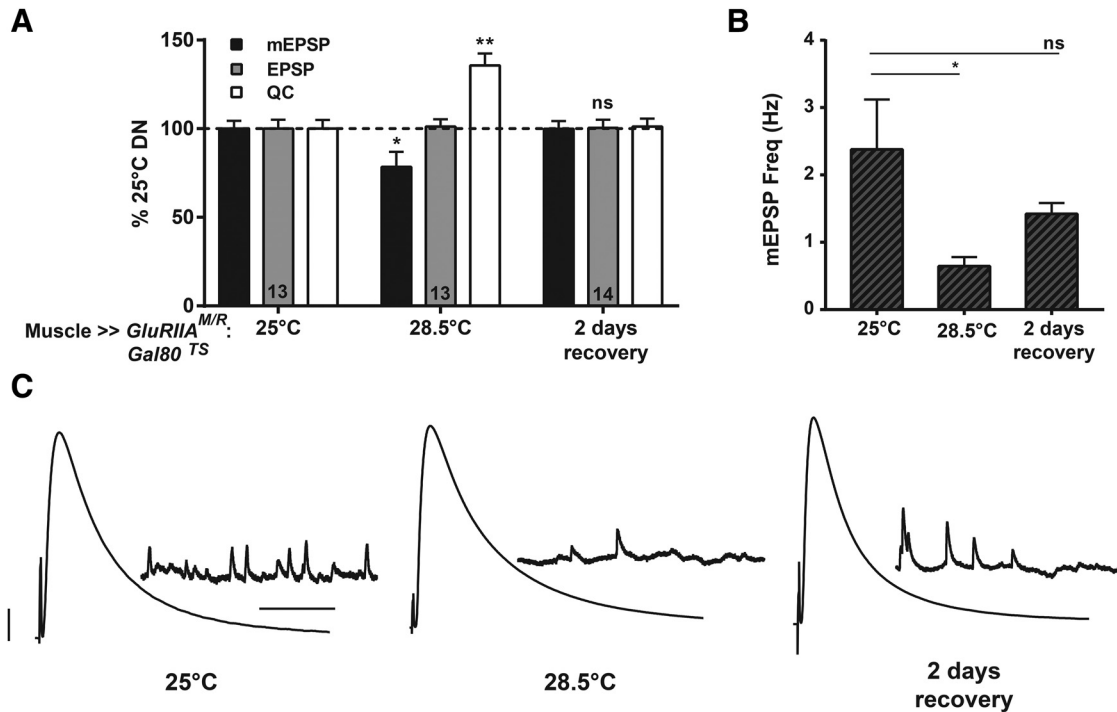 A
B
150
100
50
0
% 25°C DN
mEPSP
EPSP
QC
*
**
ns
13
13
14
Muscle >> GluRIIA M/R :
Gal80 TS
25°C
28.5°C
2 days
recovery
4
3
2
1
0
mEPSP Freq (Hz)
ns
*
25°C
28.5°C
2 days
recovery
C
25°C
28.5°C
2 days
recovery